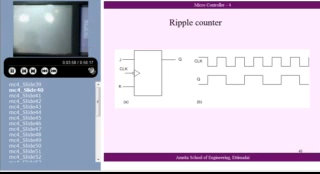 Micro Controller - 4
Ripple counter
J
CLK
K
Q
(a)
CLK
Q
(b)
mc4_Slide39
mc4_Slide40
mc4_Slide41
mc4_Slide42
mc4_Slide43
mc4_Slide44
mc4_Slide45
mc4_Slide46
mc4_Slide47
mc4_Slide48
mc4_Slide49
mc4_Slide50
mc4_Slide51
mc4_Slide52
Amrita School of Engineering, Ettimadai